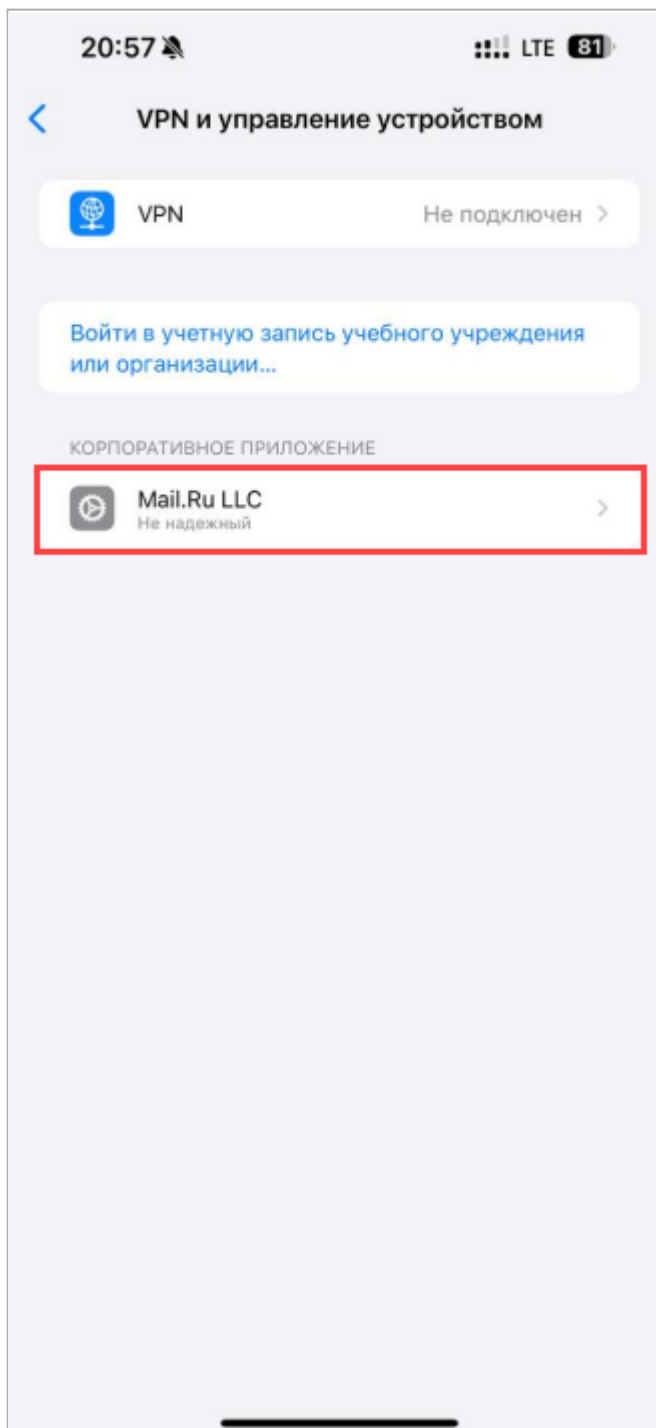 20:57
LTE 81
VPN и управление устройством
VPN Не подключен
Войти в учетную запись учебного учреждения
или организации...
КОРПОРАТИВНОЕ ПРИЛОЖЕНИЕ
Mail.Ru LLC
Не надежный